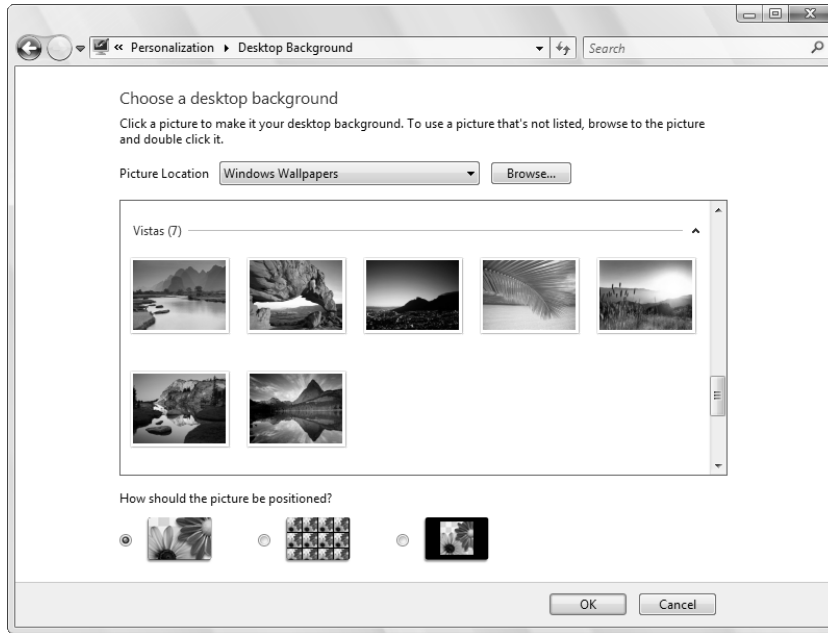 « Personalization ▸ Desktop Background
Search
Choose a desktop background
Click a picture to make it your desktop background. To use a picture that's not listed, browse to the picture
and double click it.
Picture Location Windows Wallpapers Browse...
Vistas (7)
How should the picture be positioned?
OK Cancel